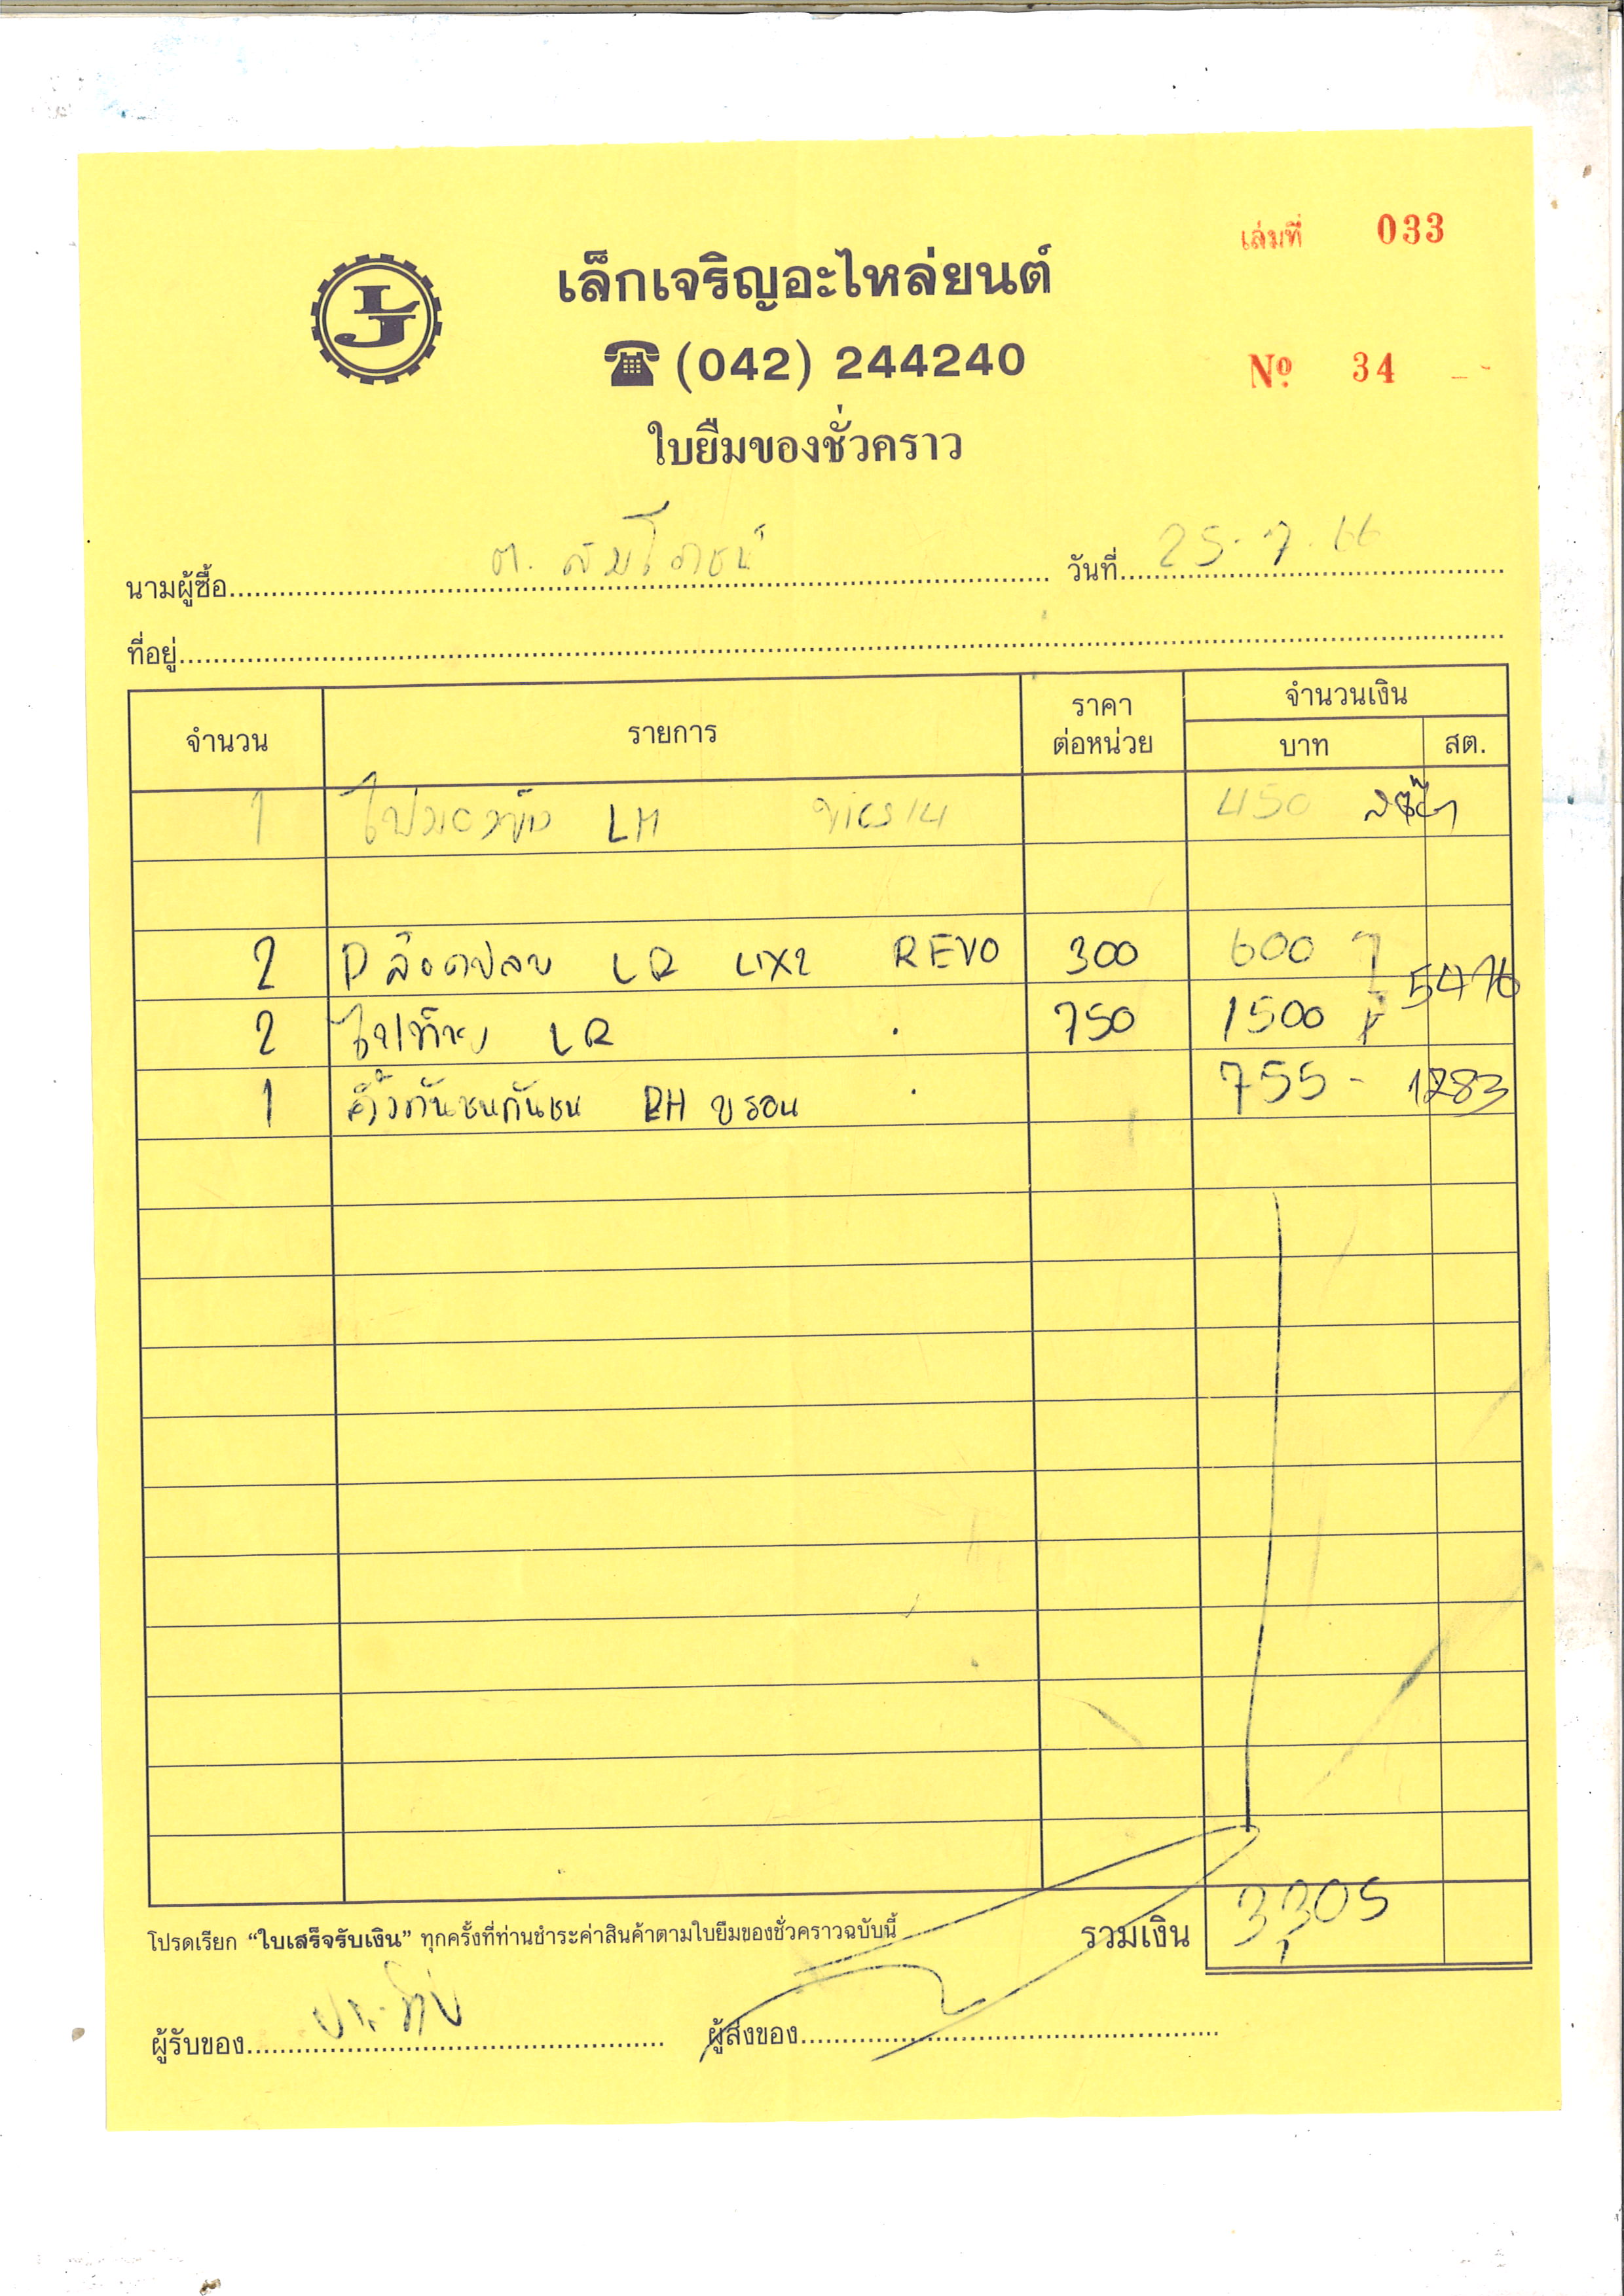 เล่มที่ 033
LJ
เล็กเจริญอะไหล่ยนต์
☎ (042) 244240
Nº 34
ใบยืมของชั่วคราว
นามผู้ซื้อ ต. สมโภชน์ วันที่ 25-7-66
ที่อยู่
จำนวน รายการ ราคาต่อหน่วย จำนวนเงิน
บาท สต.
1 LH 450
2 LR 4X2 REVO 300 600 5476
2 ไฟท้าย LR 750 1500
1 คิ้วกันชนกันชน RH 755- 1283
โปรดเรียก “ใบเสร็จรับเงิน” ทุกครั้งที่ท่านชำระค่าสินค้าตามใบยืมของชั่วคราวฉบับนี้ รวมเงิน 3,305
ผู้รับของ ผู้ส่งของ